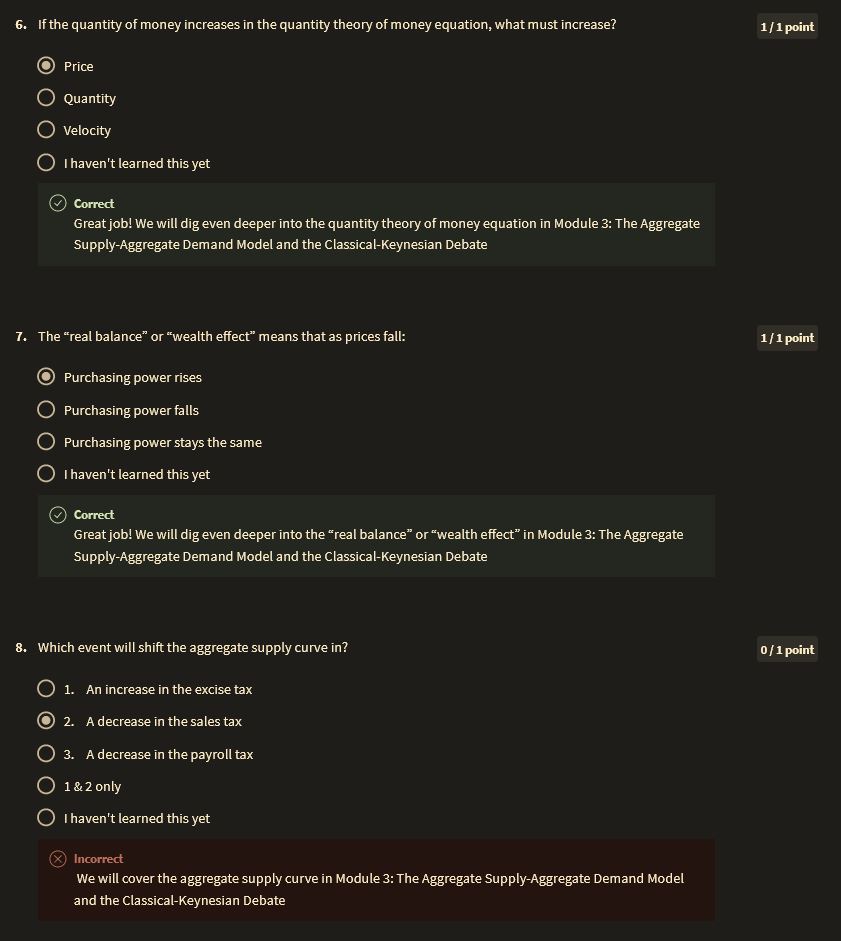 6. If the quantity of money increases in the quantity theory of money equation, what must increase?
1 / 1 point
Price
Quantity
Velocity
I haven't learned this yet
Correct
Great job! We will dig even deeper into the quantity theory of money equation in Module 3: The Aggregate
Supply-Aggregate Demand Model and the Classical-Keynesian Debate
7. The “real balance” or “wealth effect” means that as prices fall:
1 / 1 point
Purchasing power rises
Purchasing power falls
Purchasing power stays the same
I haven't learned this yet
Correct
Great job! We will dig even deeper into the “real balance” or “wealth effect” in Module 3: The Aggregate
Supply-Aggregate Demand Model and the Classical-Keynesian Debate
8. Which event will shift the aggregate supply curve in?
0 / 1 point
1. An increase in the excise tax
2. A decrease in the sales tax
3. A decrease in the payroll tax
1 & 2 only
I haven't learned this yet
Incorrect
We will cover the aggregate supply curve in Module 3: The Aggregate Supply-Aggregate Demand Model
and the Classical-Keynesian Debate